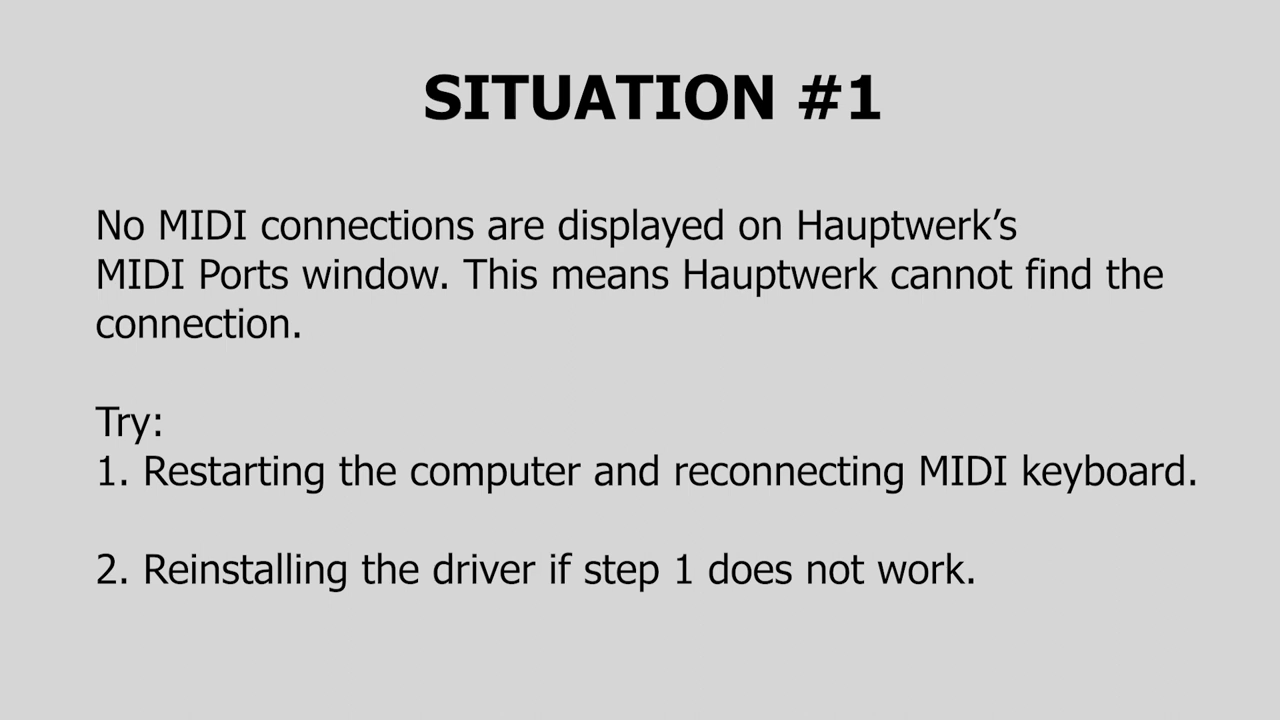 SITUATION #1
No MIDI connections are displayed on Hauptwerk’s
MIDI Ports window. This means Hauptwerk cannot find the
connection.
Try:
1. Restarting the computer and reconnecting MIDI keyboard.
2. Reinstalling the driver if step 1 does not work.